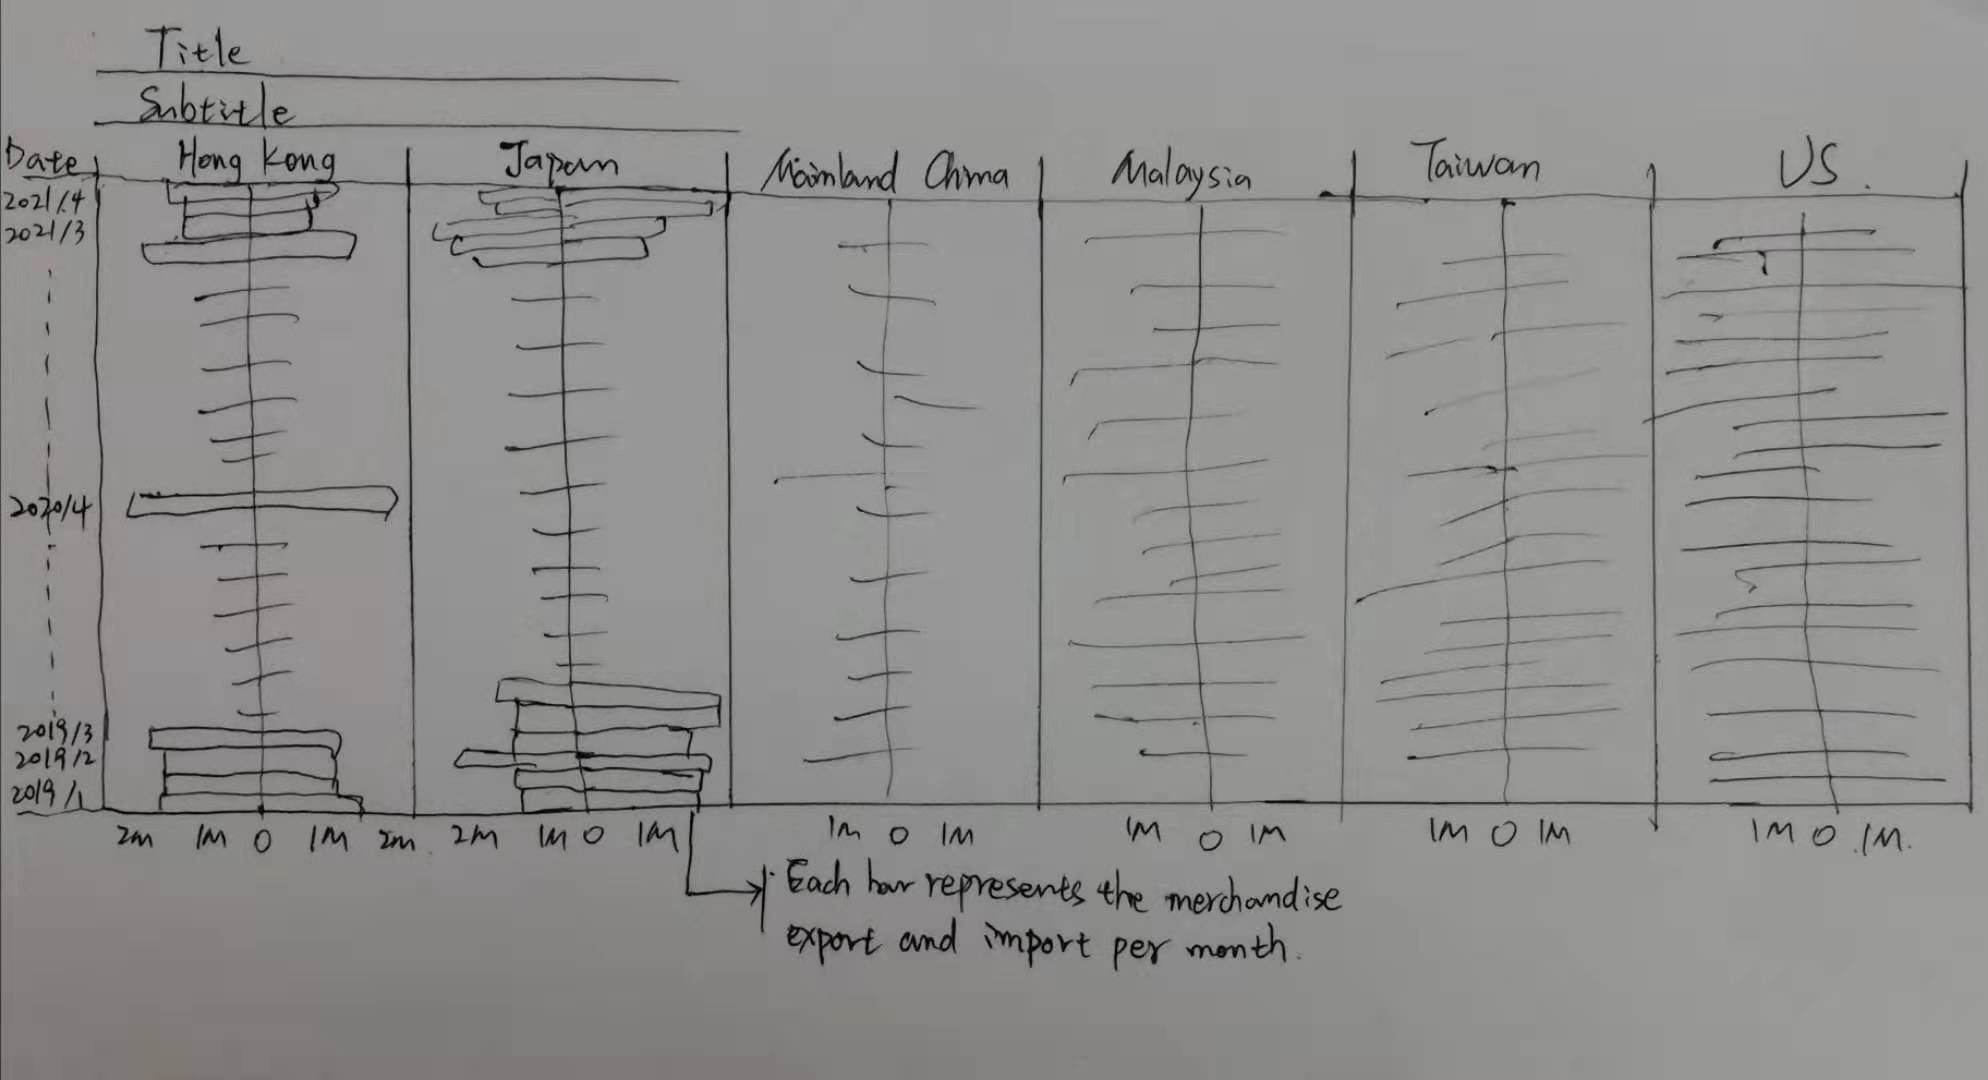 Title
Subtitle
Date Hong Kong Japan Mainland China Malaysia Taiwan US
2021/4
2021/3
2020/4
2019/3
2019/2
2019/1
2M 1M 0 1M 2M 2M 1M 0 1M 1M 0 1M 1M 0 1M 1M 0 1M 1M 0 1M
Each bar represents the merchandise
export and import per month.